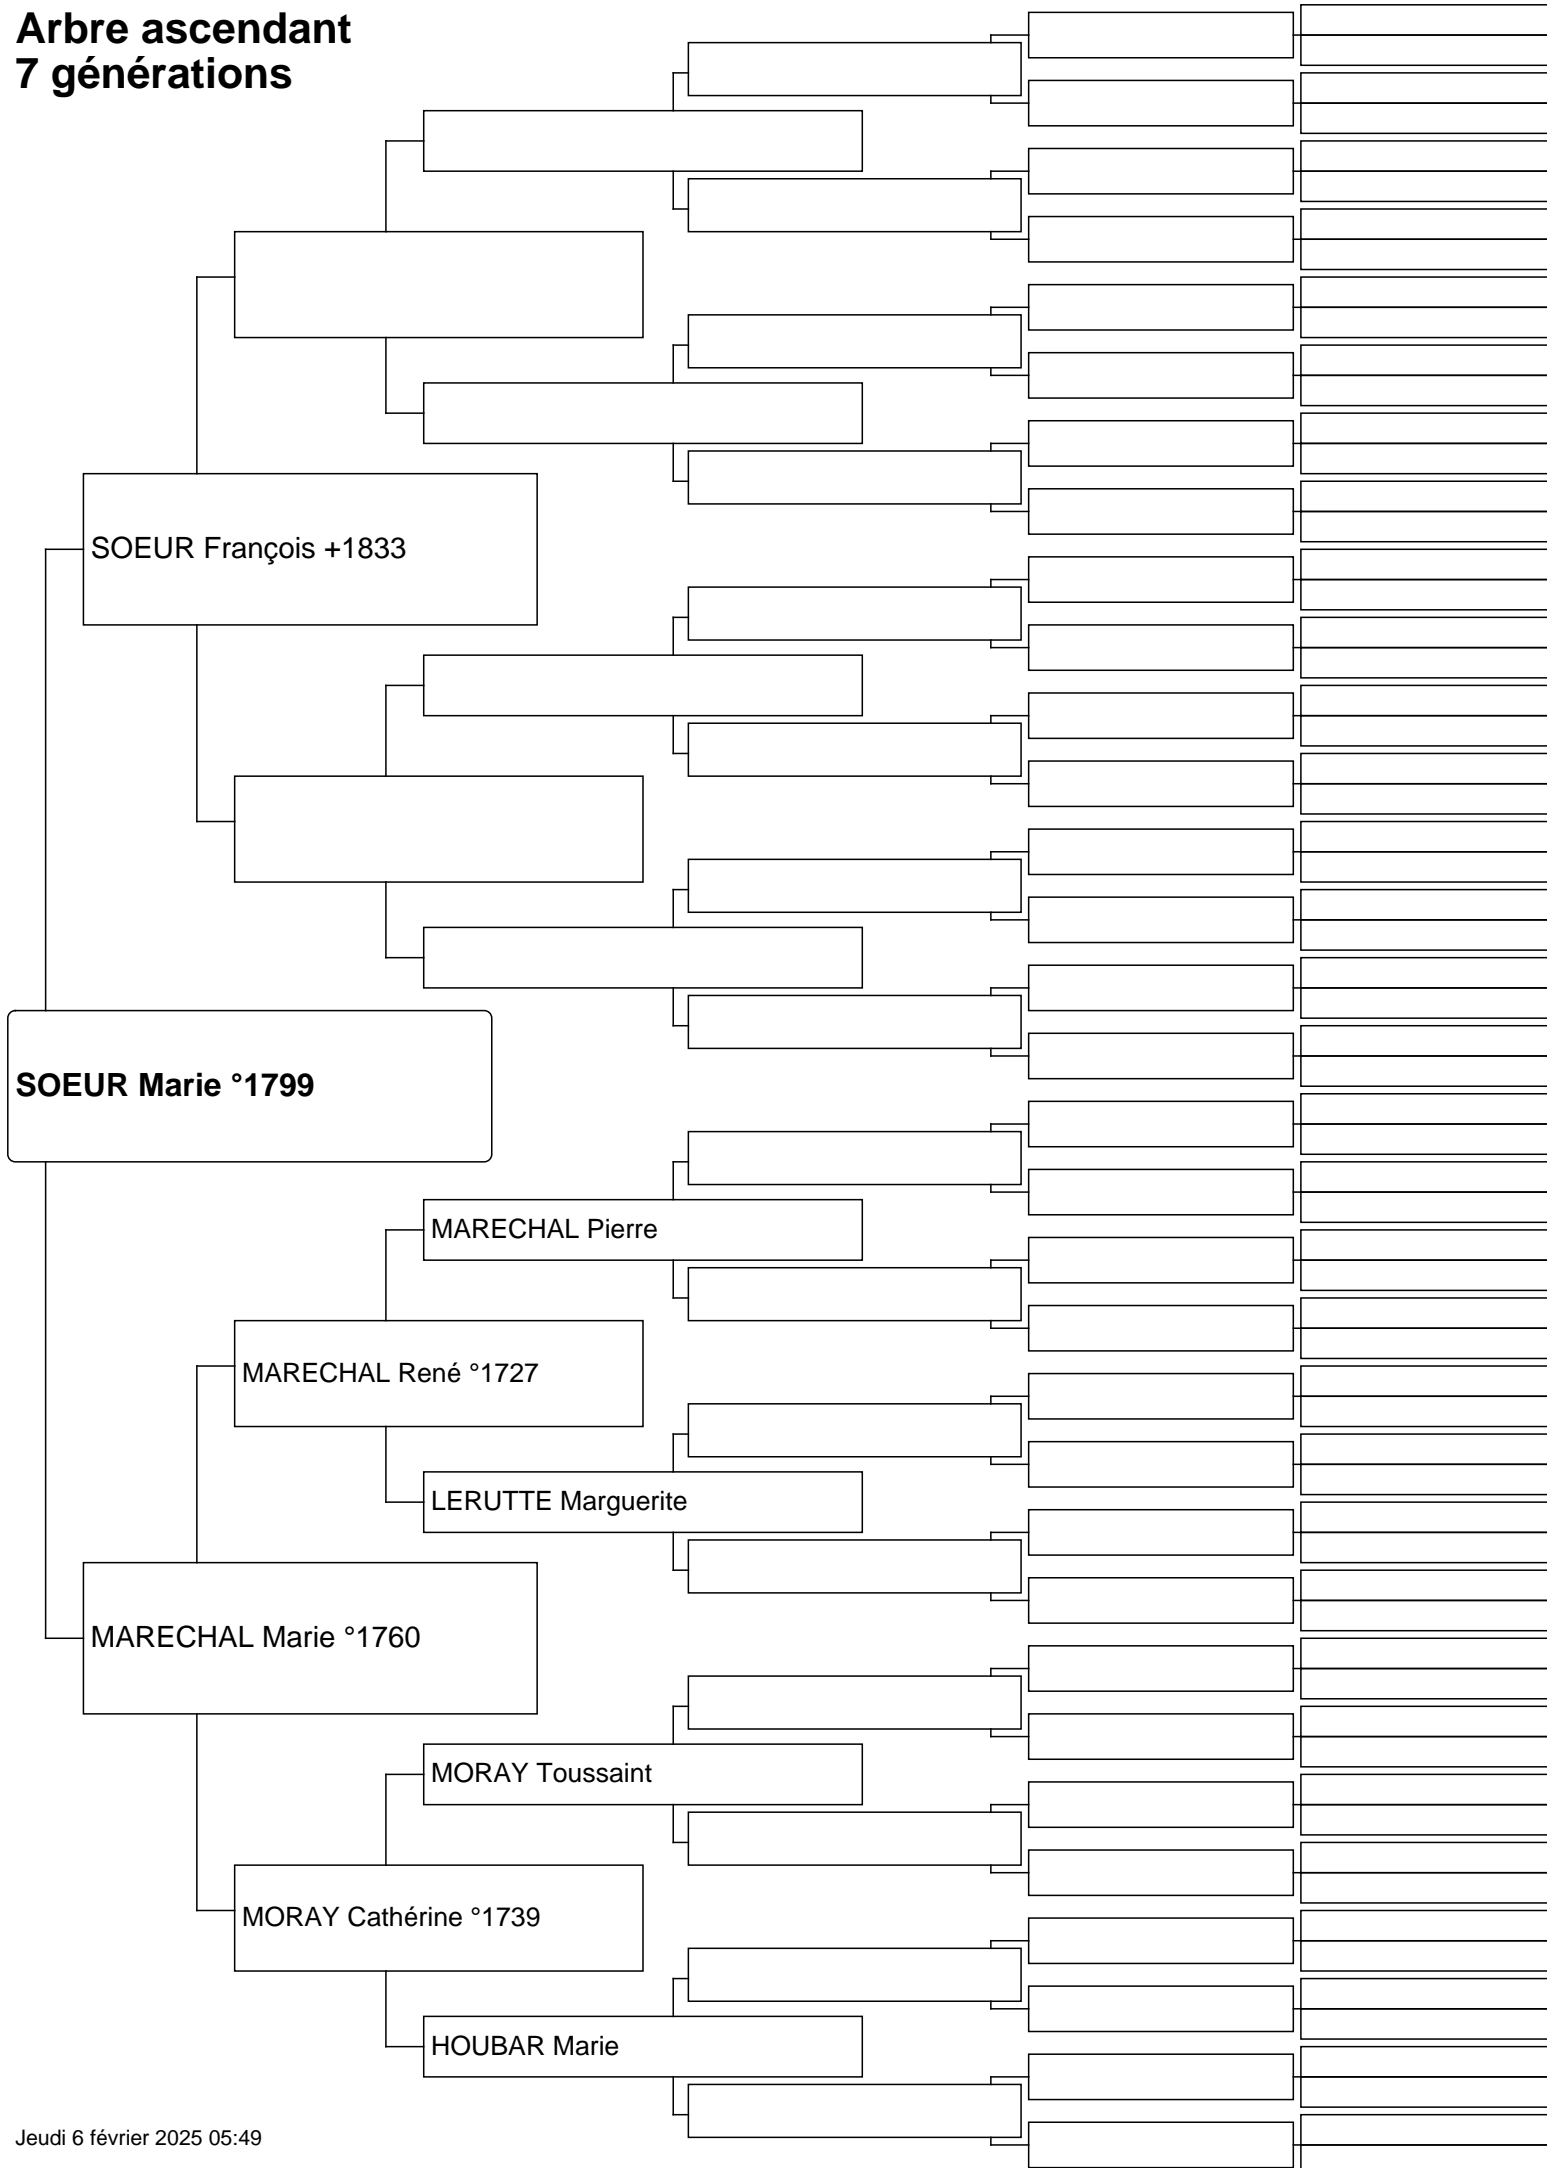 Arbre ascendant
7 générations
SOEUR François +1833
SOEUR Marie °1799
MARECHAL Pierre
MARECHAL René °1727
LERUTTE Marguerite
MARECHAL Marie °1760
MORAY Toussaint
MORAY Cathérine °1739
HOUBAR Marie
Jeudi 6 février 2025 05:49